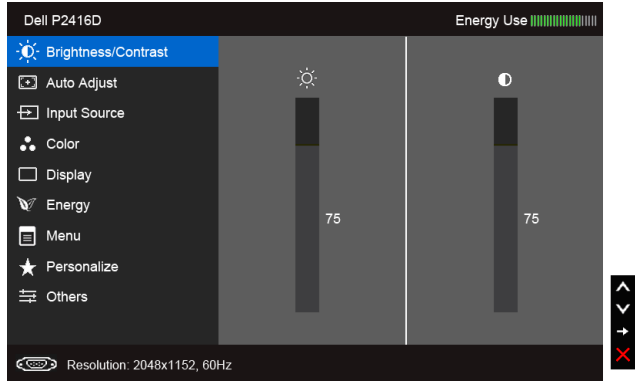 Dell P2416D
Energy Use
Brightness/Contrast
Auto Adjust
Input Source
Color
Display
Energy
Menu
Personalize
Others
75
75
Resolution: 2048x1152, 60Hz